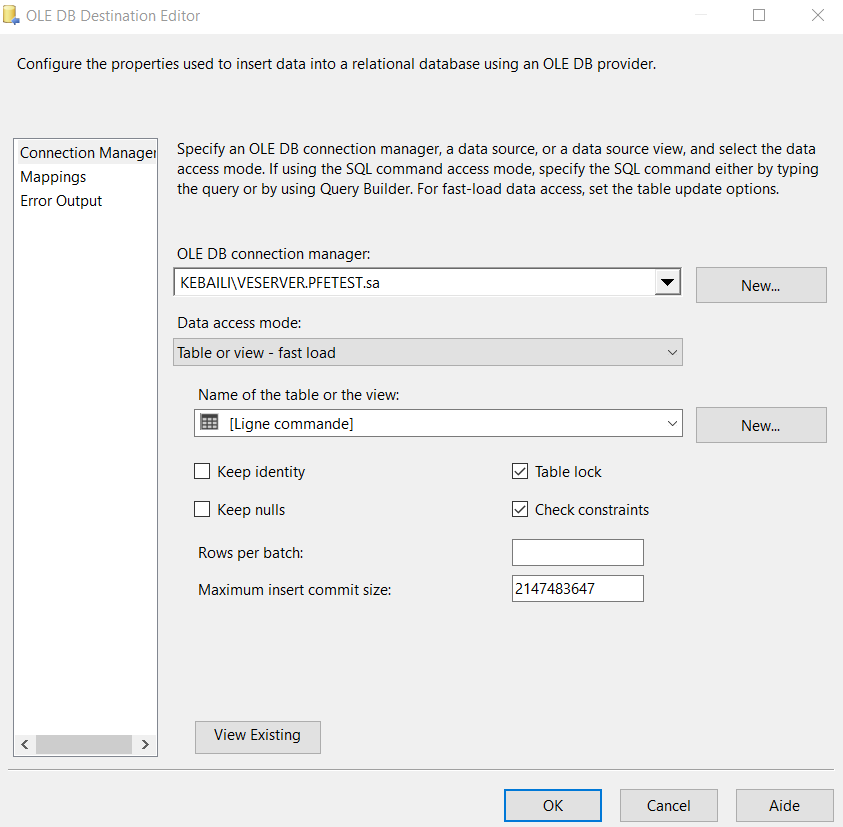 OLE DB Destination Editor
Configure the properties used to insert data into a relational database using an OLE DB provider.
Connection Manager
Mappings
Error Output
Specify an OLE DB connection manager, a data source, or a data source view, and select the data
access mode. If using the SQL command access mode, specify the SQL command either by typing
the query or by using Query Builder. For fast-load data access, set the table update options.
OLE DB connection manager:
KEBAILI\VESERVER.PFETEST.sa
New...
Data access mode:
Table or view - fast load
Name of the table or the view:
[Ligne commande]
New...
Keep identity
Table lock
Keep nulls
Check constraints
Rows per batch:
Maximum insert commit size:
2147483647
View Existing
OK
Cancel
Aide